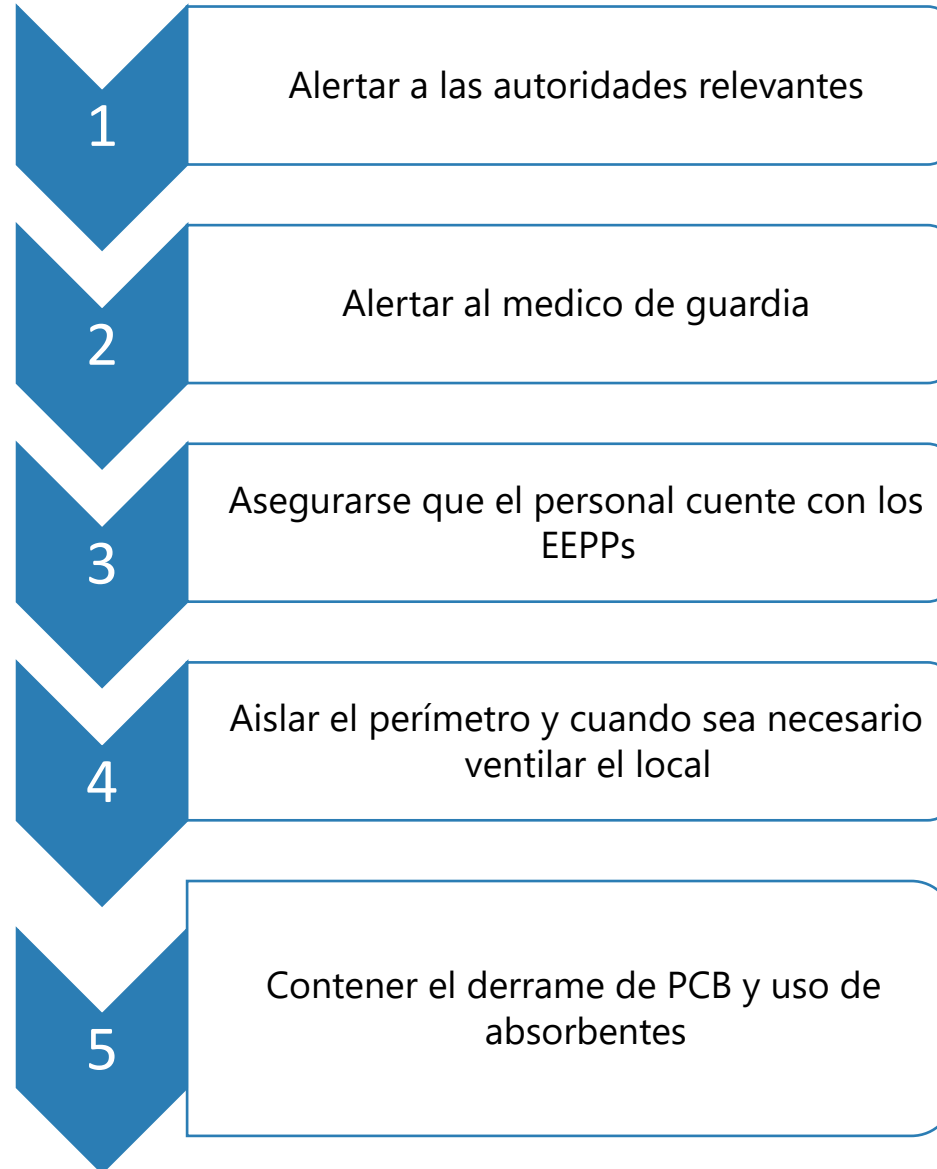 1
Alertar a las autoridades relevantes
2
Alertar al medico de guardia
3
Asegurarse que el personal cuente con los
EEPPs
4
Aislar el perímetro y cuando sea necesario
ventilar el local
5
Contener el derrame de PCB y uso de
absorbentes